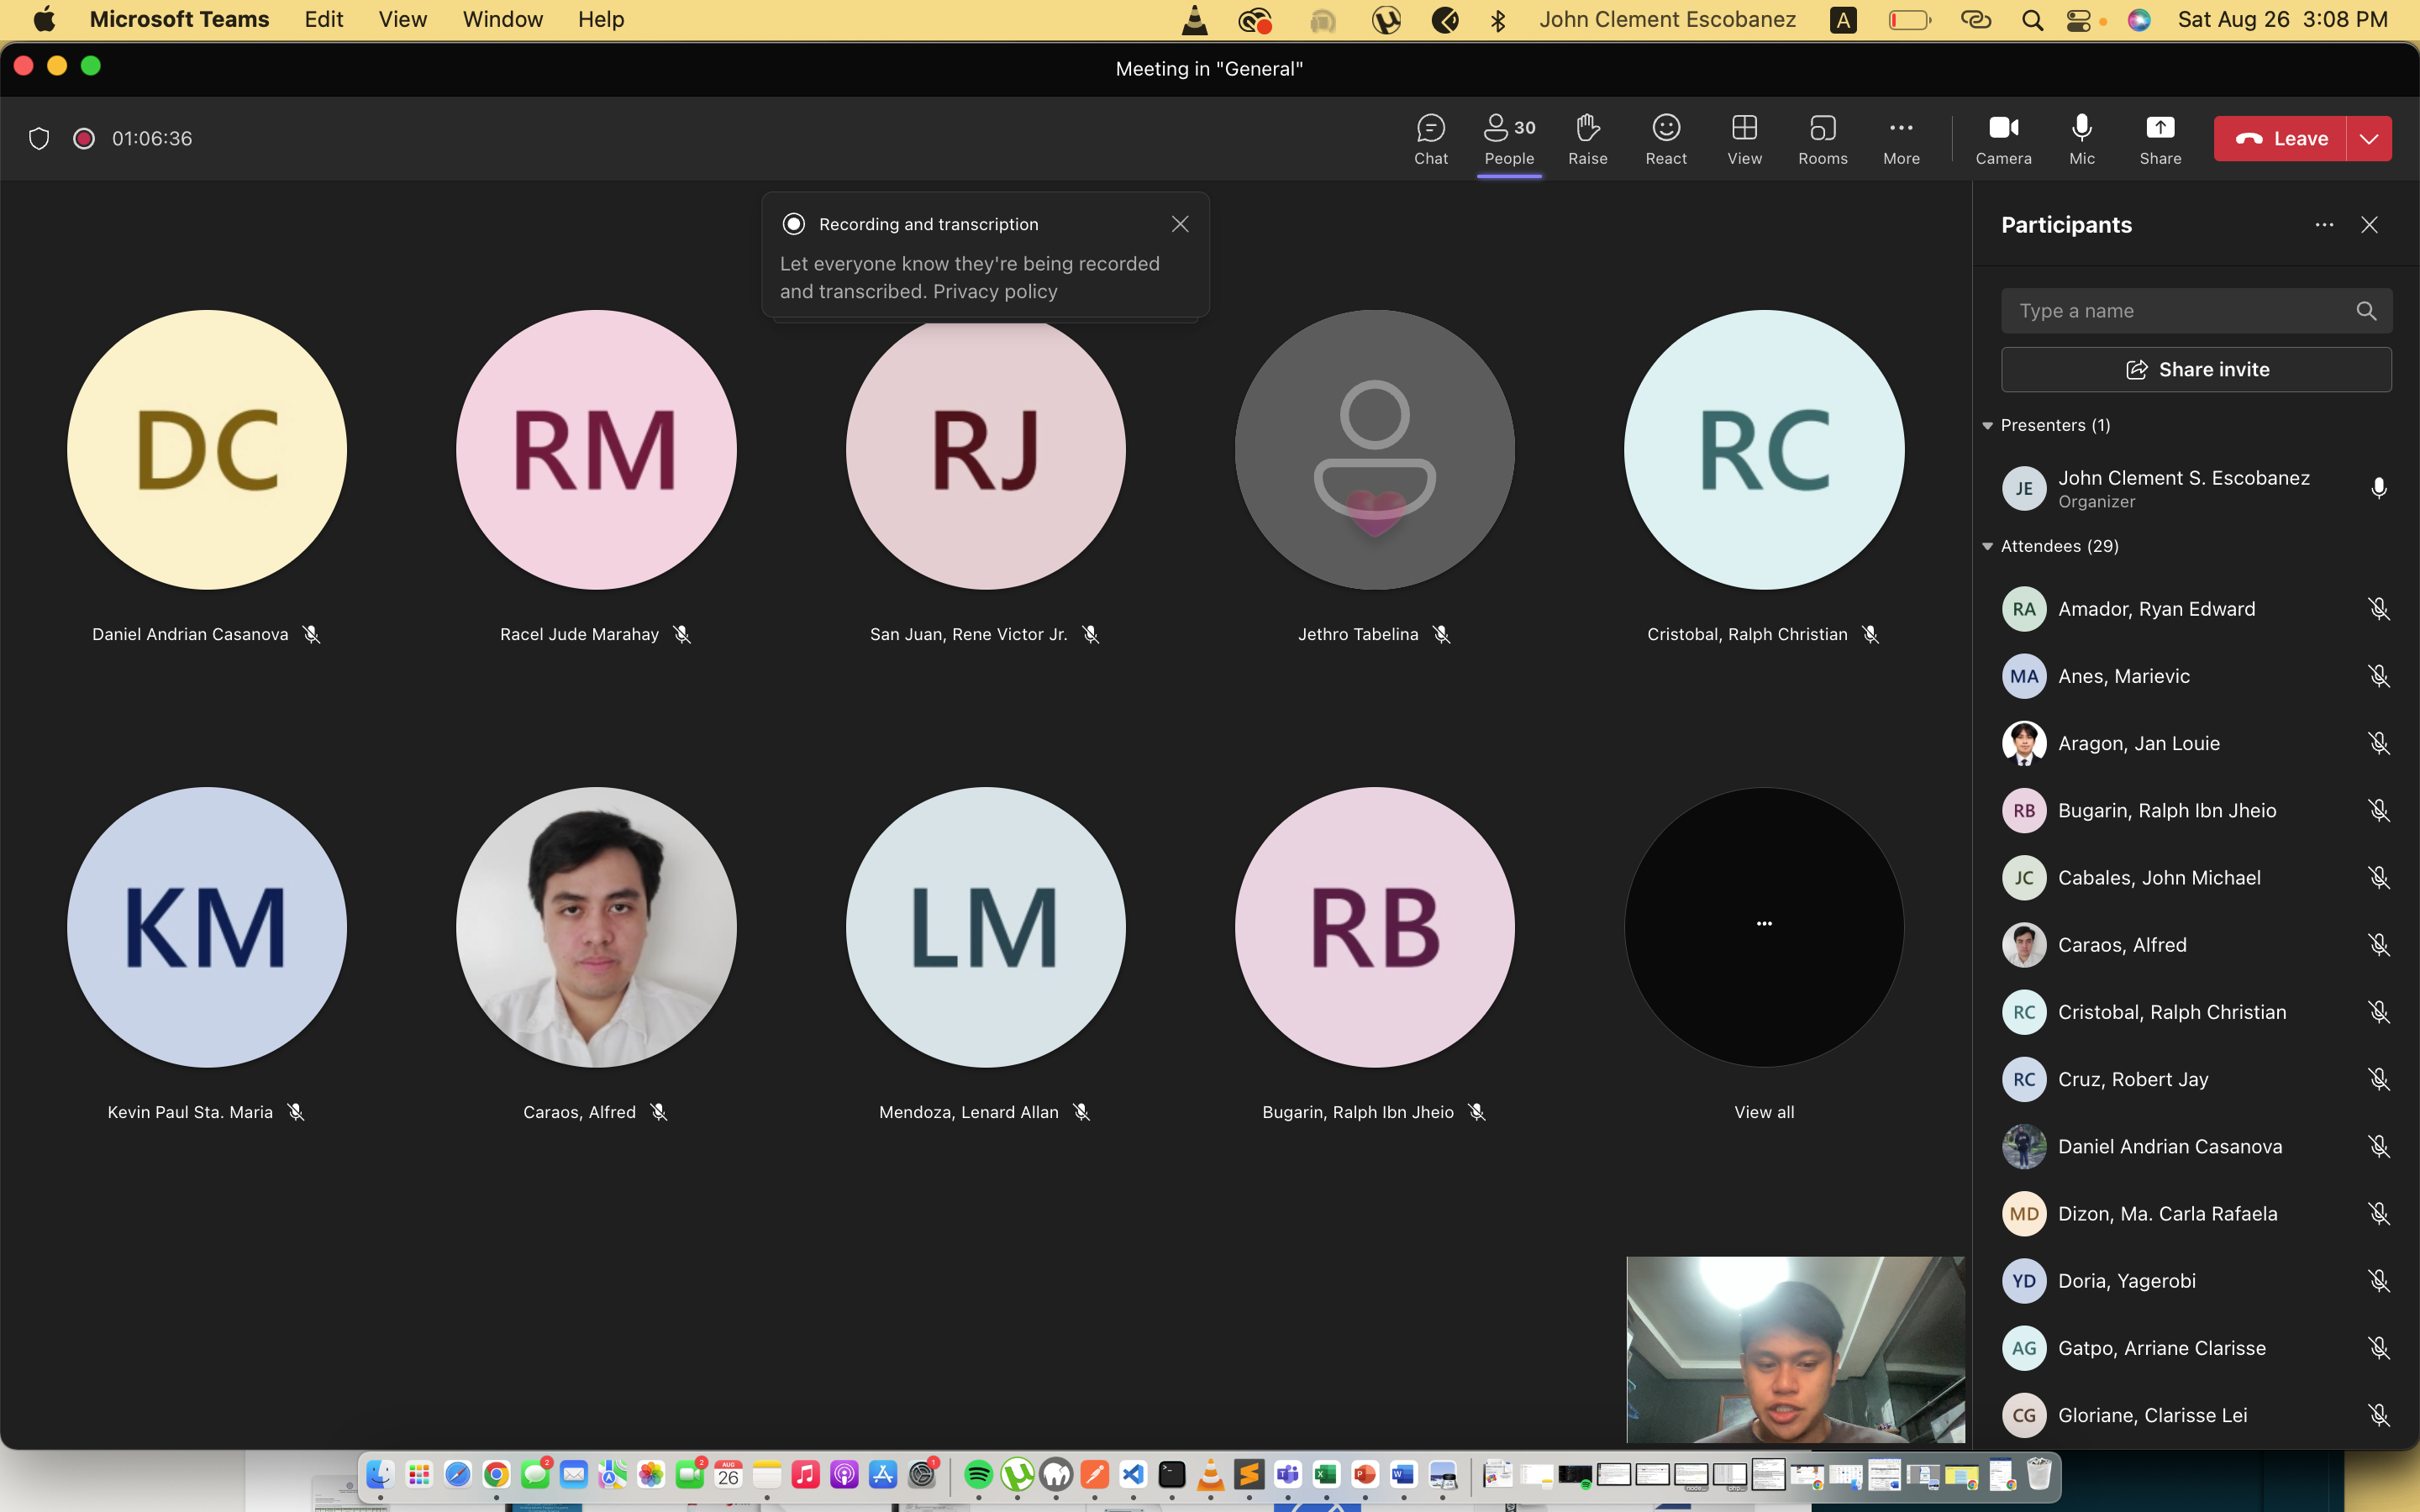 Microsoft Teams Edit View Window Help John Clement Escobanez A Sat Aug 26 3:08 PM
Meeting in "General"
01:06:36
30
Chat People Raise React View Rooms More Camera Mic Share Leave
Recording and transcription
Let everyone know they're being recorded
and transcribed. Privacy policy
DC RM RJ RC
Daniel Andrian Casanova Racel Jude Marahay San Juan, Rene Victor Jr. Jethro Tabelina Cristobal, Ralph Christian
KM LM RB
Kevin Paul Sta. Maria Caraos, Alfred Mendoza, Lenard Allan Bugarin, Ralph Ibn Jheio View all
Participants
Type a name
Share invite
Presenters (1)
JE John Clement S. Escobanez
Organizer
Attendees (29)
RA Amador, Ryan Edward
MA Anes, Marievic
Aragon, Jan Louie
RB Bugarin, Ralph Ibn Jheio
JC Cabales, John Michael
Caraos, Alfred
RC Cristobal, Ralph Christian
RC Cruz, Robert Jay
Daniel Andrian Casanova
MD Dizon, Ma. Carla Rafaela
YD Doria, Yagerobi
AG Gatpo, Arriane Clarisse
CG Gloriane, Clarisse Lei
2 2 AUG 1
26